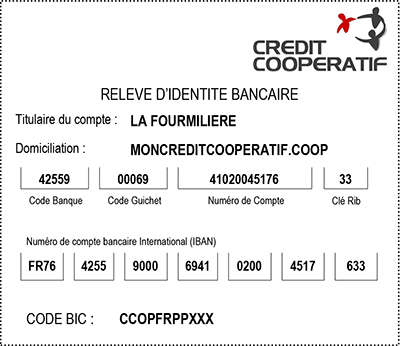 CREDIT
COOPERATIF
RELEVE D'IDENTITE BANCAIRE
Titulaire du compte : LA FOURMILIERE
Domiciliation : MONCREDITCOOPERATIF.COOP
42559 00069 41020045176 33
Code Banque Code Guichet Numéro de Compte Clé Rib
Numéro de compte bancaire International (IBAN)
FR76 4255 9000 6941 0200 4517 633
CODE BIC : CCOPFRPPXXX